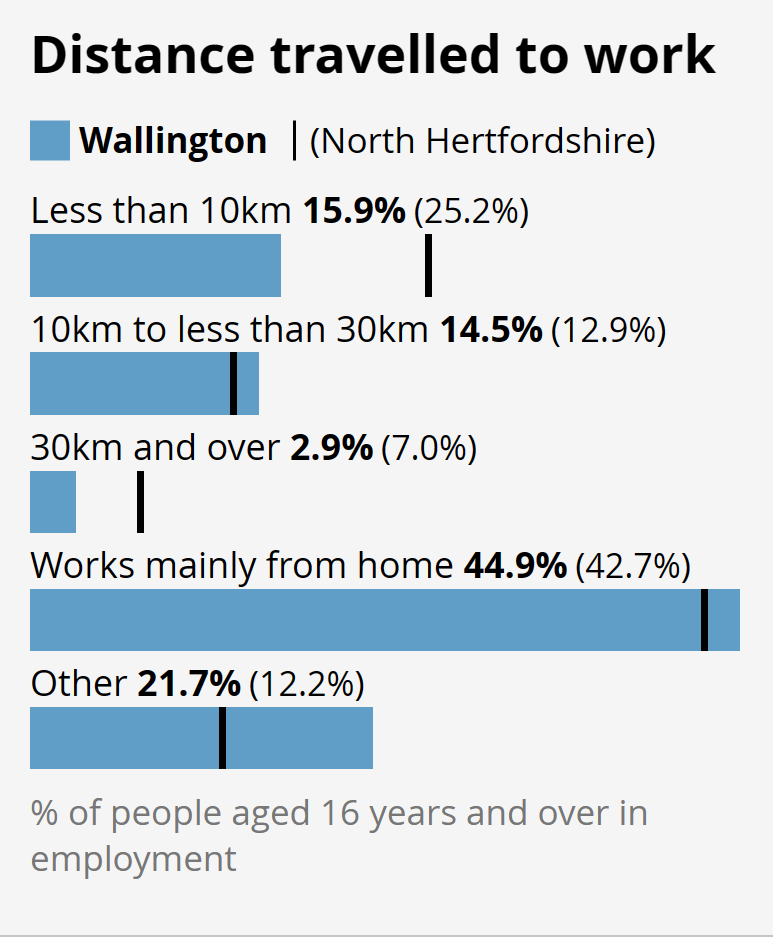 Distance travelled to work
Wallington (North Hertfordshire)
Less than 10km 15.9% (25.2%)
10km to less than 30km 14.5% (12.9%)
30km and over 2.9% (7.0%)
Works mainly from home 44.9% (42.7%)
Other 21.7% (12.2%)
% of people aged 16 years and over in
employment